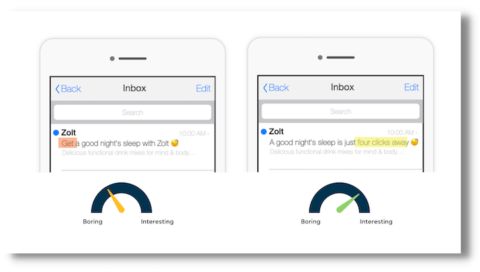 Back Inbox Edit
Search
Zolt 10:00 AM
Get a good night's sleep with Zolt 😴
Delicious functional drink mixes for mind & body...
Boring Interesting
Back Inbox Edit
Search
Zolt 10:00 AM
A good night's sleep is just four clicks away 😴
Delicious functional drink mixes for mind & body...
Boring Interesting